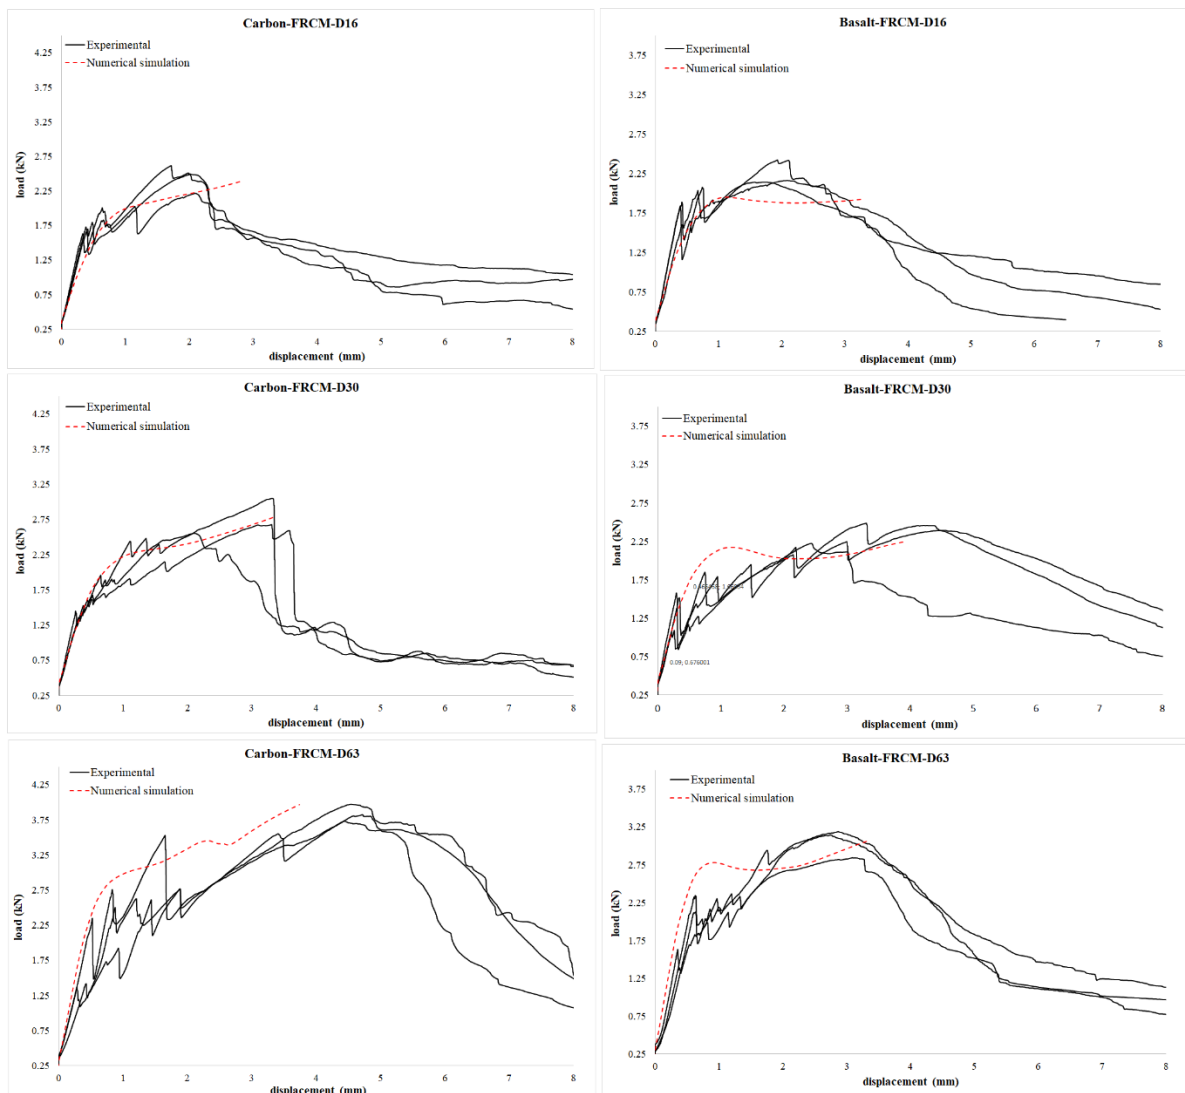 Carbon-FRCM-D16
4.25
3.75
3.25
2.75
2.25
1.75
1.25
0.75
0.25
load (kN)
Experimental
Numerical simulation
0 1 2 3 4 5 6 7 8
displacement (mm)
Basalt-FRCM-D16
3.75
3.25
2.75
2.25
1.75
1.25
0.75
0.25
load (kN)
Experimental
Numerical simulation
0 1 2 3 4 5 6 7 8
displacement (mm)
Carbon-FRCM-D30
4.25
3.75
3.25
2.75
2.25
1.75
1.25
0.75
0.25
load (kN)
Experimental
Numerical simulation
0 1 2 3 4 5 6 7 8
displacement (mm)
Basalt-FRCM-D30
3.75
3.25
2.75
2.25
1.75
1.25
0.75
0.25
load (kN)
Experimental
Numerical simulation
0.09; 0.676001
0 1 2 3 4 5 6 7 8
displacement (mm)
Carbon-FRCM-D63
4.25
3.75
3.25
2.75
2.25
1.75
1.25
0.75
0.25
load (kN)
Experimental
Numerical simulation
0 1 2 3 4 5 6 7 8
displacement (mm)
Basalt-FRCM-D63
3.75
3.25
2.75
2.25
1.75
1.25
0.75
0.25
load (kN)
Experimental
Numerical simulation
0 1 2 3 4 5 6 7 8
displacement (mm)